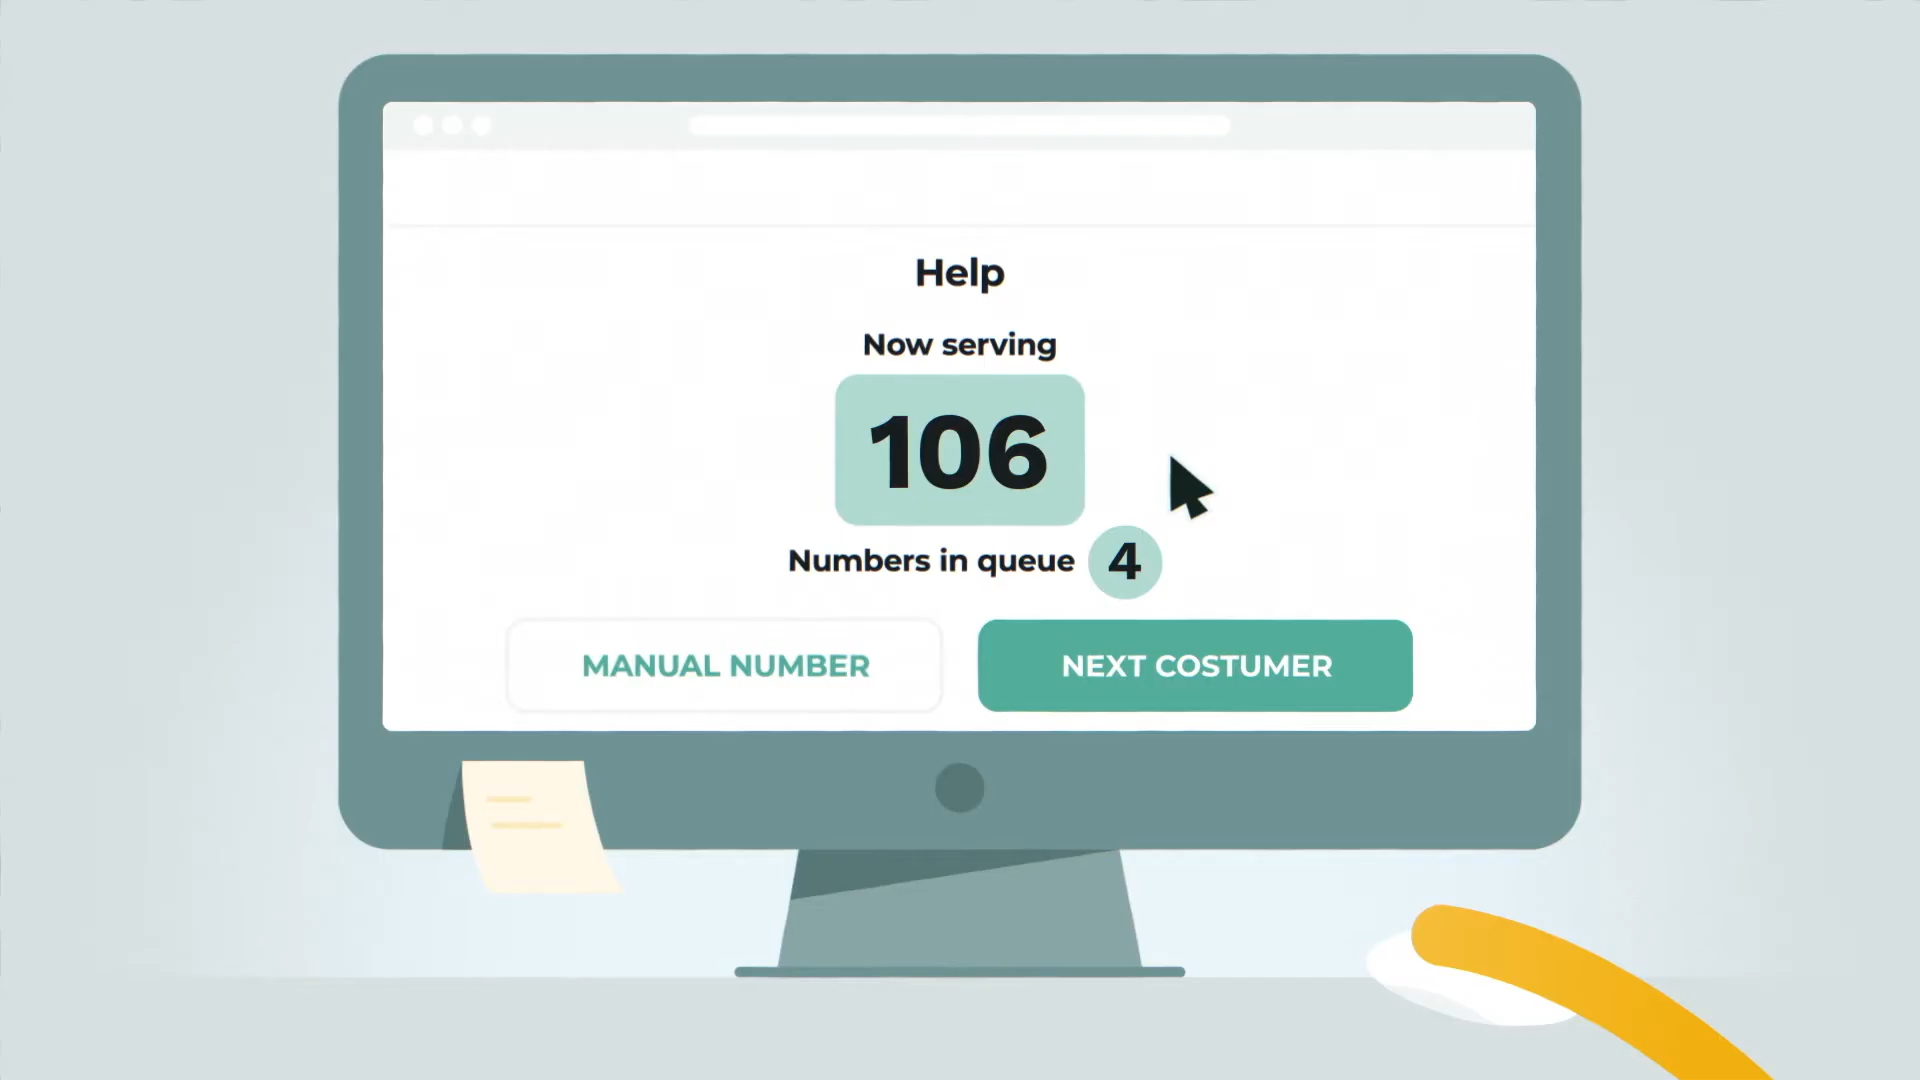 Help
Now serving
106
Numbers in queue 4
MANUAL NUMBER
NEXT COSTUMER